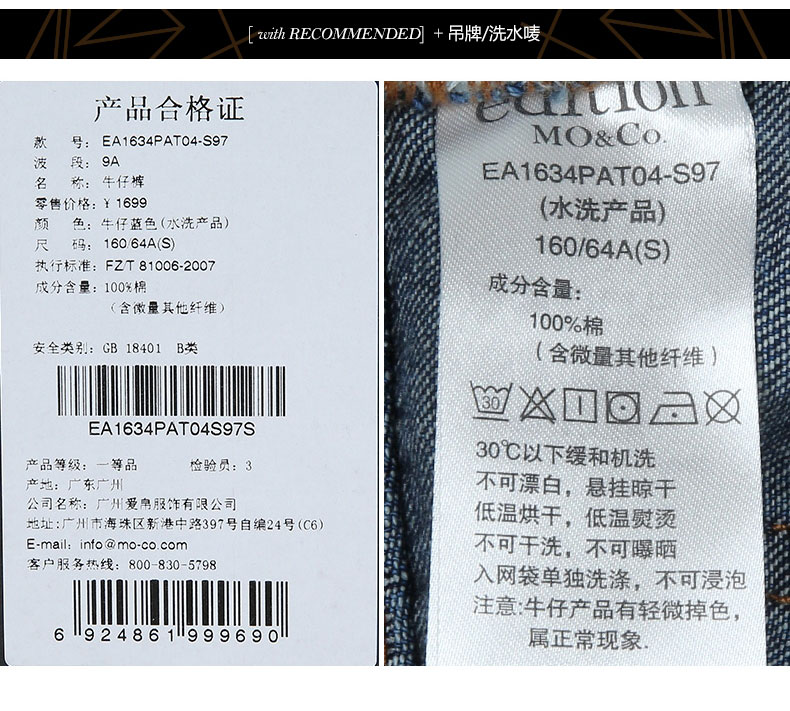 [ with RECOMMENDED] + 吊牌/洗水唛
产品合格证
款 号: EA1634PAT04-S97
波 段: 9A
名 称: 牛仔裤
零售价格: ¥ 1699
颜 色: 牛仔蓝色(水洗产品)
尺 码: 160/64A(S)
执行标准: FZ/T 81006-2007
成分含量: 100%棉
(含微量其他纤维)
安全类别: GB 18401 B类
EA1634PAT04S97S
产品等级: 一等品 检验员: 3
产地: 广东广州
公司名称: 广州爱帛服饰有限公司
地址:广州市海珠区新港中路397号自编24号(C6)
E-mail: info@mo-co.com
客户服务热线: 800-830-5798
6 924861 999690
edition
MO&Co.
EA1634PAT04-S97
(水洗产品)
160/64A(S)
成分含量:
100%棉
(含微量其他纤维)
30
30℃以下缓和机洗
不可漂白，悬挂晾干
低温烘干，低温熨烫
不可干洗，不可曝晒
入网袋单独洗涤，不可浸泡
注意:牛仔产品有轻微掉色，
属正常现象.